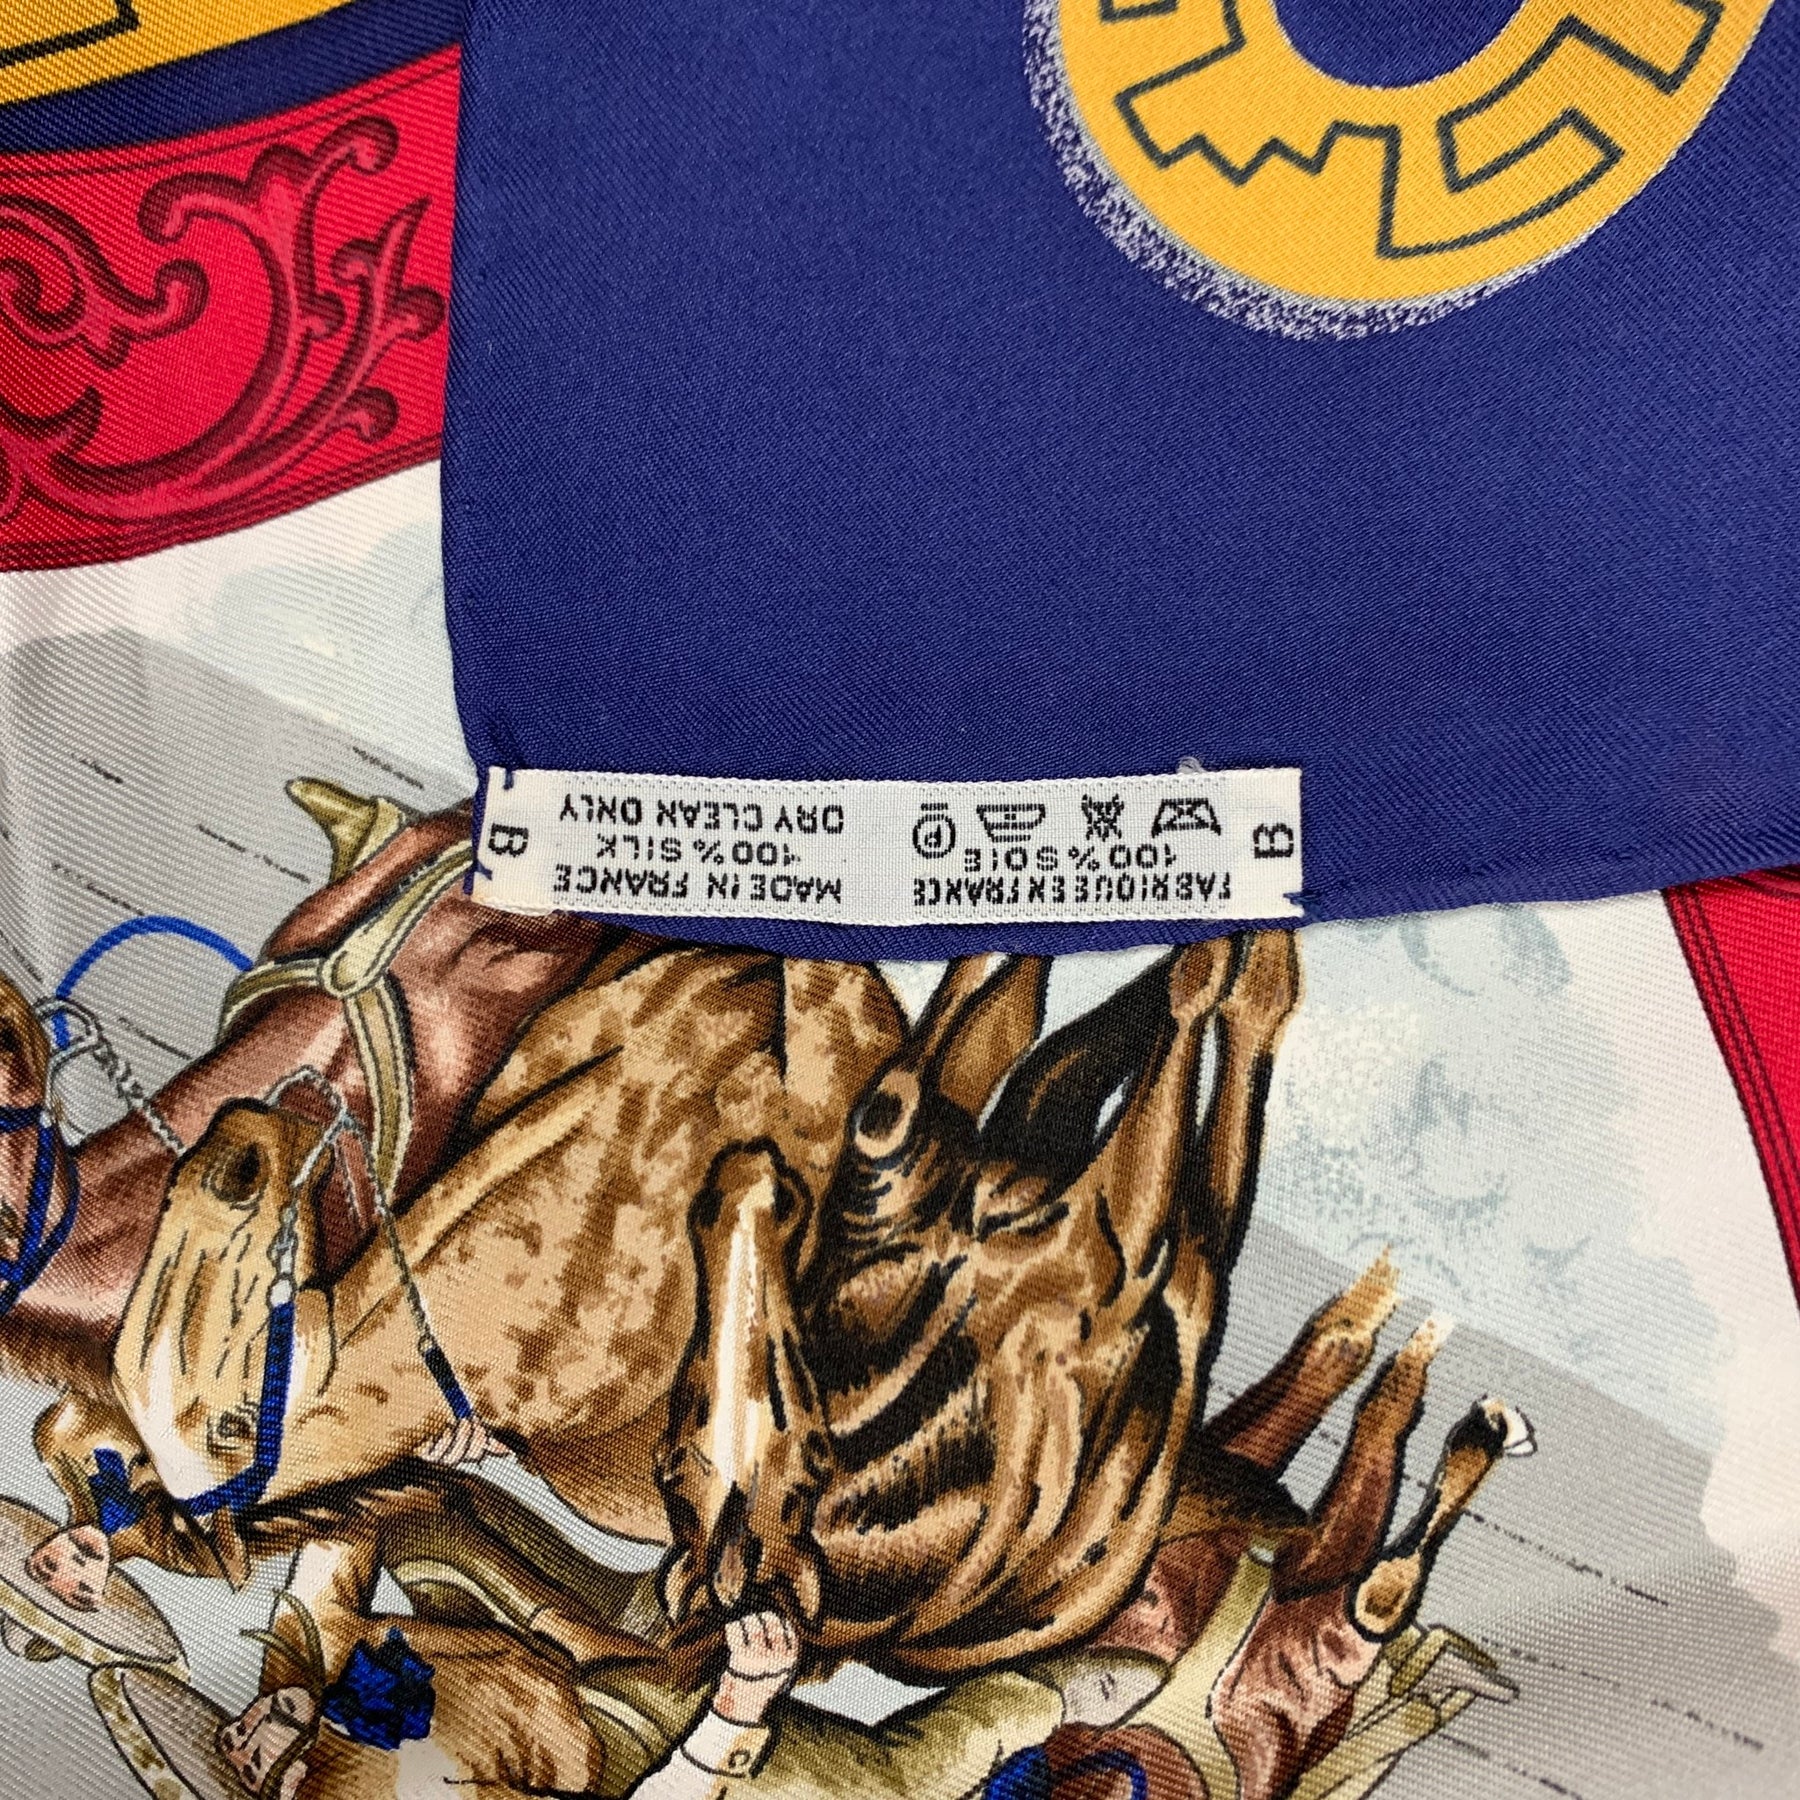 FABRIQUE EN FRANCE
100% SOIE
P
MADE IN FRANCE
100% SILK
DRY CLEAN ONLY
B
B